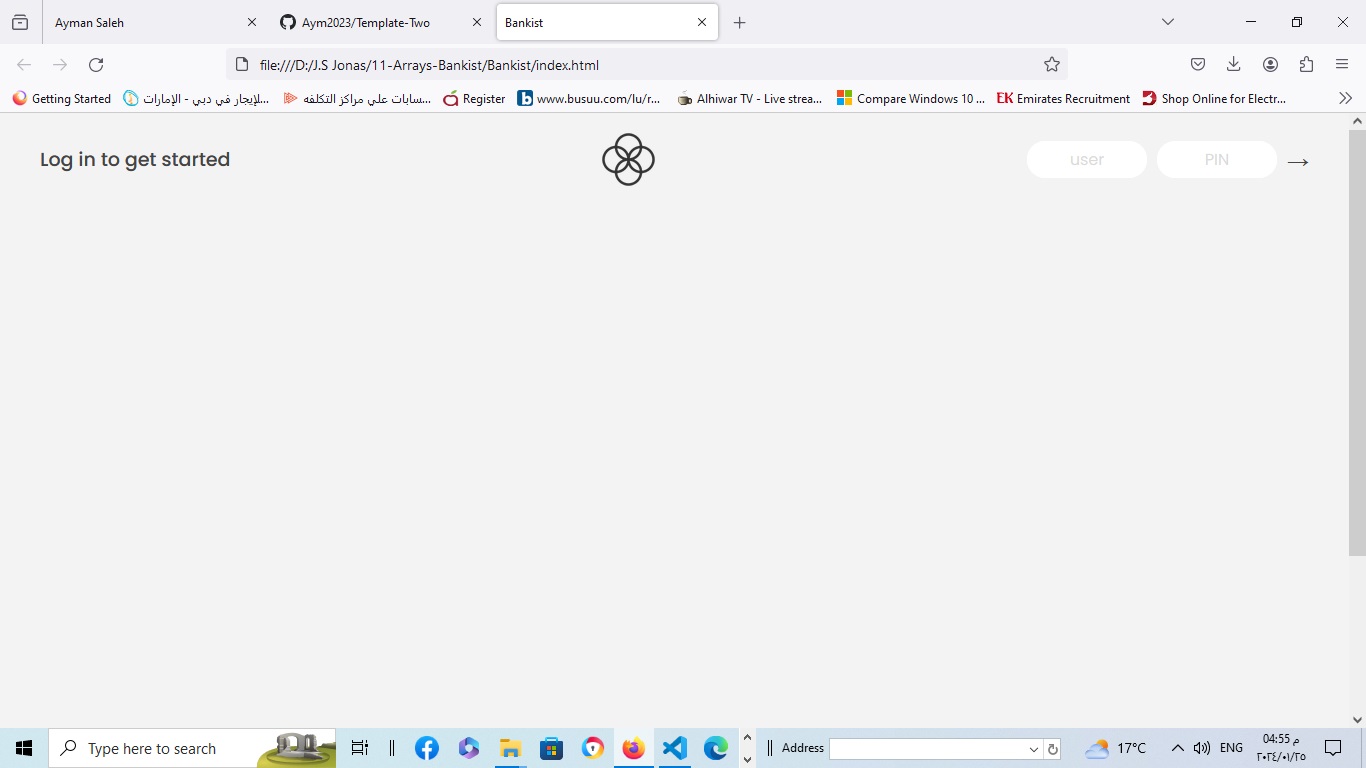 Ayman Saleh
Aym2023/Template-Two
Bankist
file:///D:/J.S Jonas/11-Arrays-Bankist/Bankist/index.html
Getting Started
للإيجار في دبي - الإمارات...
سابات علي مراكز التكلفه...
Register
www.busuu.com/lu/r...
Alhiwar TV - Live strea...
Compare Windows 10 ...
EK Emirates Recruitment
Shop Online for Electr...
Log in to get started
user
PIN
→
Type here to search
Address
17°C
ENG
04:55 م
٢٠٢٤/٠١/٢٥